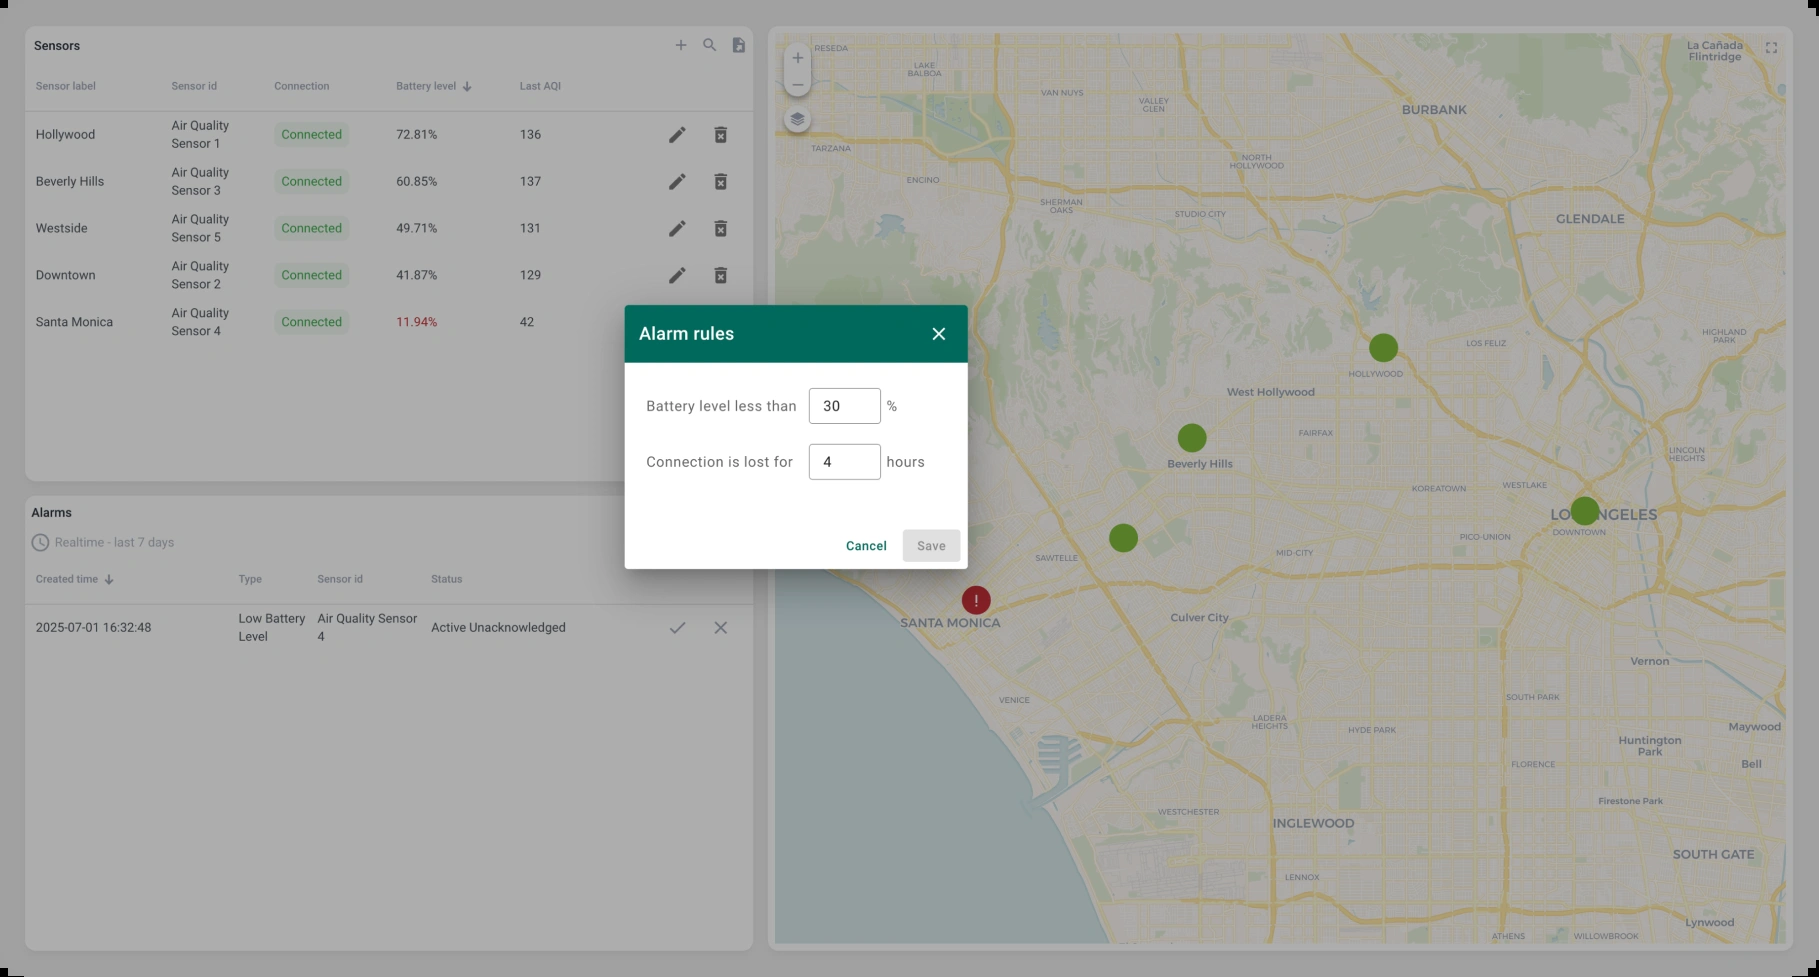 Sensors
Sensor label Sensor id Connection Battery level Last AQI
Hollywood Air Quality Sensor 1 Connected 72.81% 136
Beverly Hills Air Quality Sensor 3 Connected 60.85% 137
Westside Air Quality Sensor 5 Connected 49.71% 131
Downtown Air Quality Sensor 2 Connected 41.87% 129
Santa Monica Air Quality Sensor 4 Connected 11.94% 42
Alarm rules
Battery level less than 30 %
Connection is lost for 4 hours
Cancel Save
Alarms
Realtime - last 7 days
Created time Type Sensor id Status
2025-07-01 16:32:48 Low Battery Level Air Quality Sensor 4 Active Unacknowledged
RESEDA
LAKE
BALBOA
La Cañada
Flintridge
VAN NUYS
VALLEY
GLEN
BURBANK
TARZANA
NORTH
HOLLYWOOD
ENCINO
SHERMAN
OAKS
STUDIO CITY
GLENDALE
HIGHLAND
PARK
LOS FELIZ
HOLLYWOOD
West Hollywood
FAIRFAX
Beverly Hills
LINCOLN
HEIGHTS
KOREATOWN
WESTLAKE
LO NGELES
DOWNTOWN
PICO-UNION
MID-CITY
SAWTELLE
!
SANTA MONICA
Culver City
Vernon
VENICE
SOUTH PARK
LADERA
HEIGHTS
HYDE PARK
Maywood
Huntington
Park
FLORENCE
Bell
Firestone Park
WESTCHESTER
INGLEWOOD
SOUTH GATE
LENNOX
Lynwood
ATHENS
WILLOWBROOK